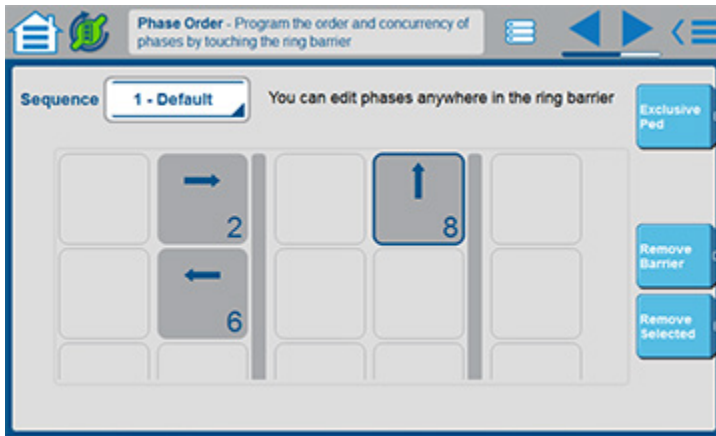 Phase Order - Program the order and concurrency of
phases by touching the ring barrier
Sequence
1 - Default
You can edit phases anywhere in the ring barrier
Exclusive
Ped
2
8
Remove
Barrier
6
Remove
Selected